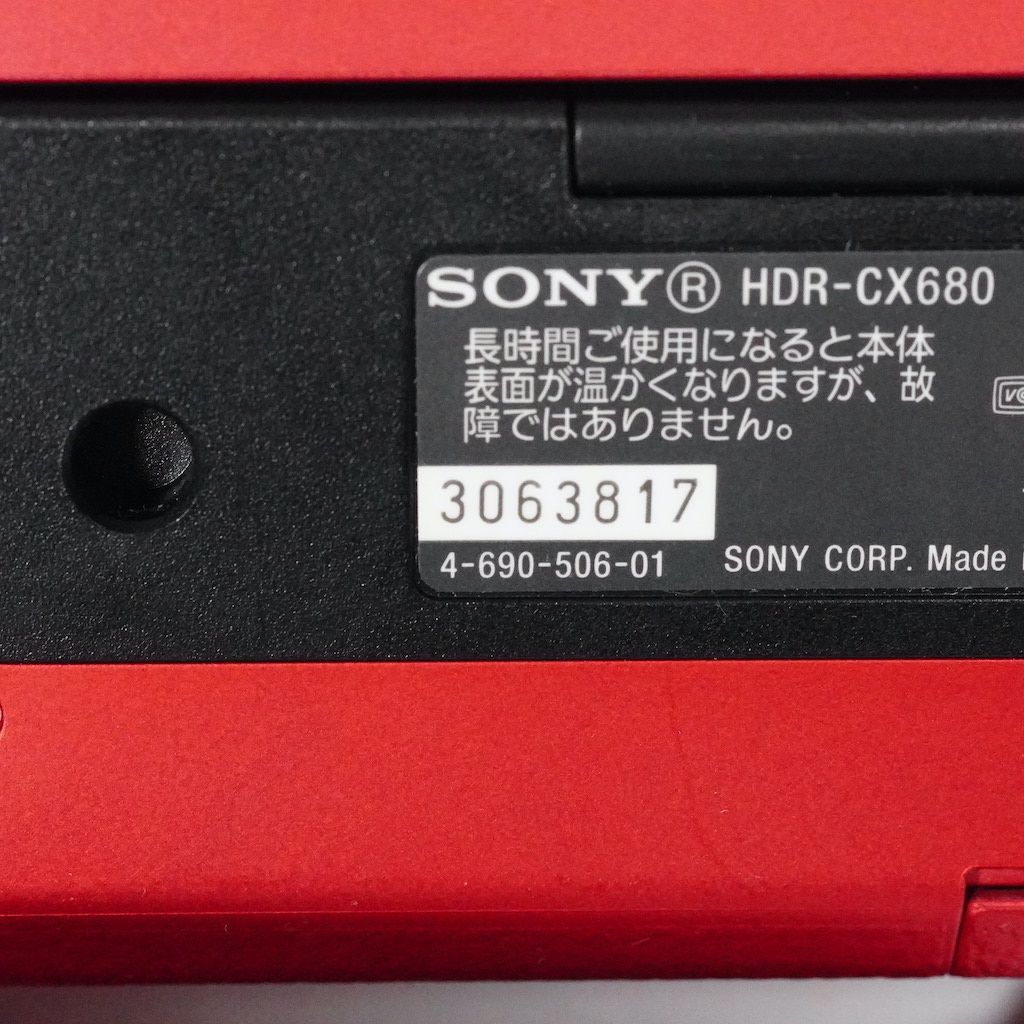 SONY® HDR-CX680
長時間ご使用になると本体
表面が温かくなりますが、故
障ではありません。
3063817
4-690-506-01 SONY CORP. Made